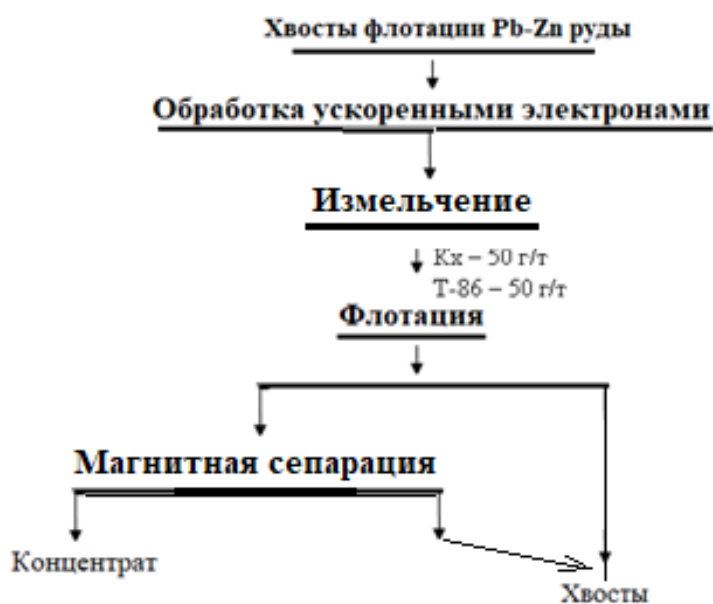 Хвосты флотации Pb-Zn руды
Обработка ускоренными электронами
Измельчение
Кх – 50 г/т
Т-86 – 50 г/т
Флотация
Магнитная сепарация
Концентрат
Хвосты